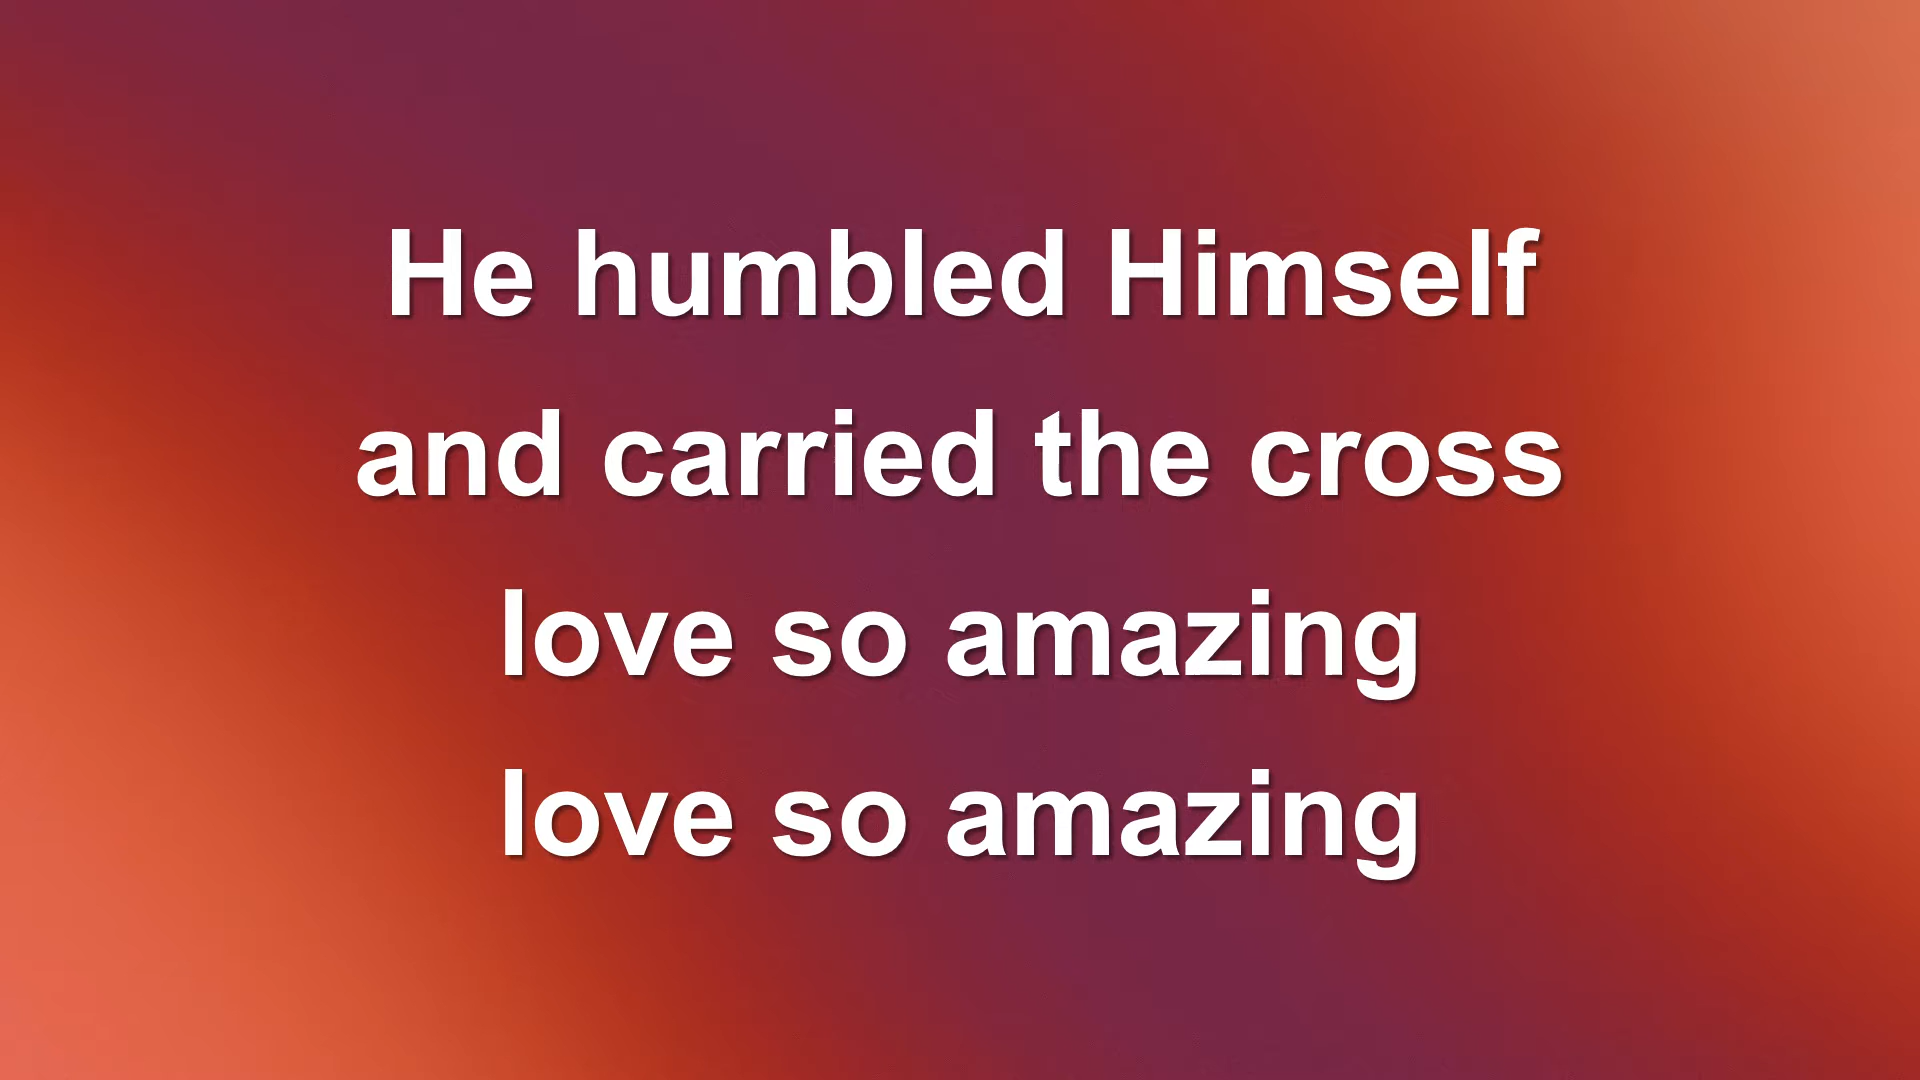 He humbled Himself
and carried the cross
love so amazing
love so amazing